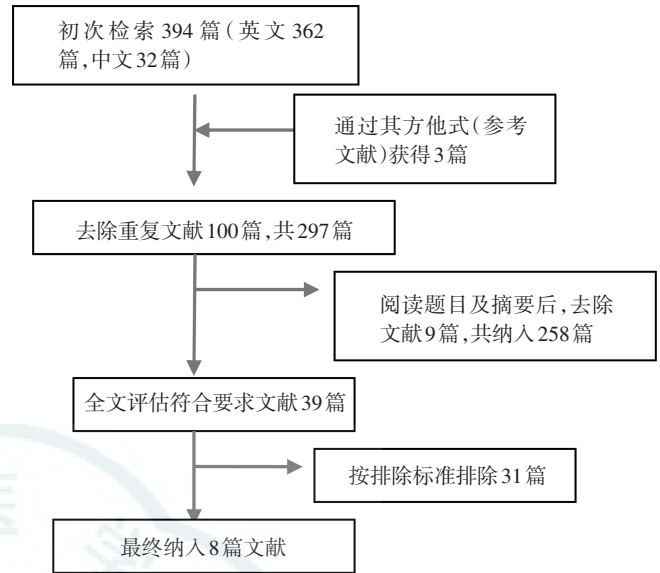 初次检索394篇(英文362
篇,中文32篇)
通过其方他式(参考
文献)获得3篇
去除重复文献100篇,共297篇
阅读题目及摘要后,去除
文献9篇,共纳入258篇
全文评估符合要求文献39篇
按排除标准排除31篇
最终纳入8篇文献